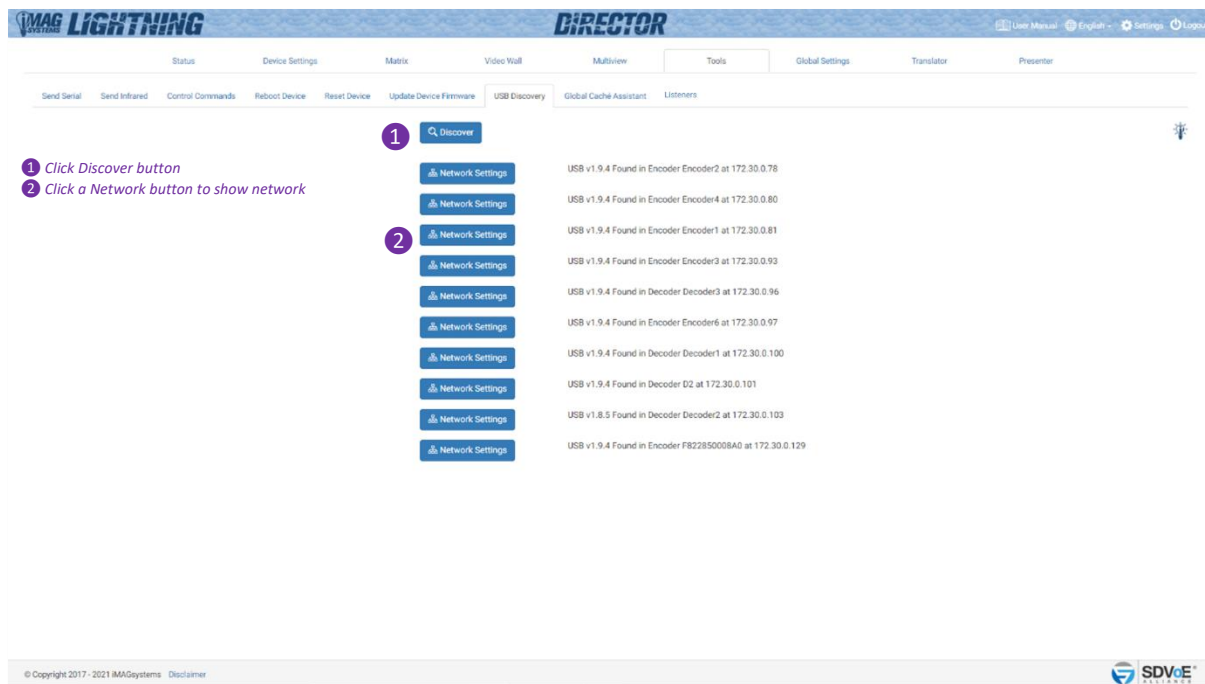 iMAG SYSTEMS LIGHTNING DIRECTOR User Manual English Settings Logou
Status Device Settings Matrix Video Wall Multiview Tools Global Settings Translator Presenter
Send Serial Send Infrared Control Commands Reboot Device Reset Device Update Device Firmware USB Discovery Global Caché Assistant Listeners
1 Discover
1 Click Discover button
2 Click a Network button to show network
Network Settings USB v1.9.4 Found in Encoder Encoder2 at 172.30.0.78
Network Settings USB v1.9.4 Found in Encoder Encoder4 at 172.30.0.80
2 Network Settings USB v1.9.4 Found in Encoder Encoder1 at 172.30.0.81
Network Settings USB v1.9.4 Found in Encoder Encoder3 at 172.30.0.93
Network Settings USB v1.9.4 Found in Decoder Decoder3 at 172.30.0.96
Network Settings USB v1.9.4 Found in Encoder Encoder6 at 172.30.0.97
Network Settings USB v1.9.4 Found in Decoder Decoder1 at 172.30.0.100
Network Settings USB v1.9.4 Found in Decoder D2 at 172.30.0.101
Network Settings USB v1.8.5 Found in Decoder Decoder2 at 172.30.0.103
Network Settings USB v1.9.4 Found in Encoder F822850008A0 at 172.30.0.129
© Copyright 2017 - 2021 iMAGsystems Disclaimer SDVoE ALLIANCE